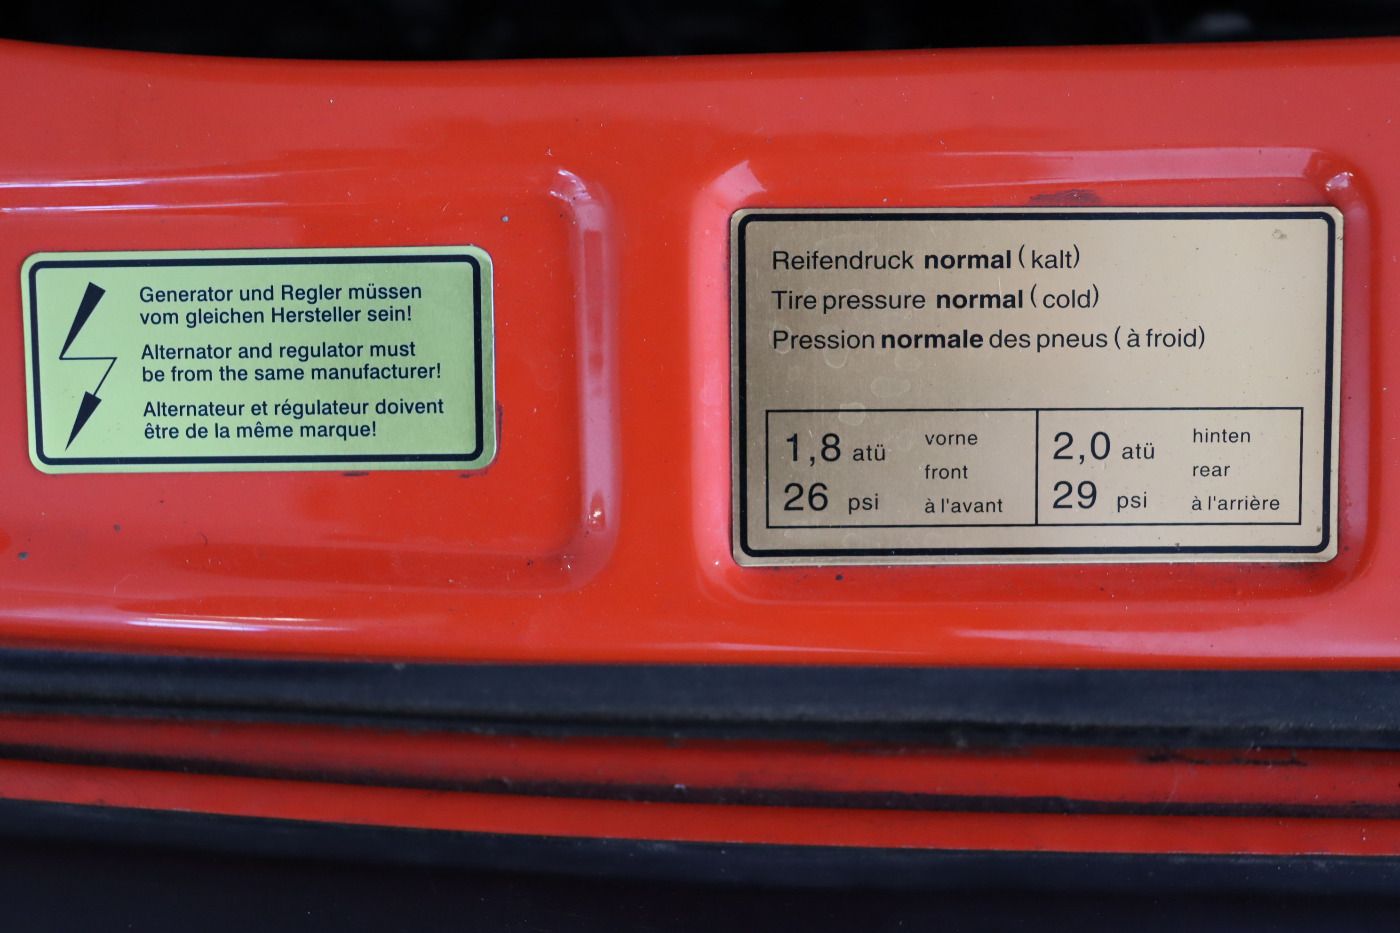 Generator und Regler müssen
vom gleichen Hersteller sein!
Alternator and regulator must
be from the same manufacturer!
Alternateur et régulateur doivent
être de la même marque!
Reifendruck normal (kalt)
Tire pressure normal (cold)
Pression normale des pneus (à froid)
1,8 atü vorne
front
26 psi à l'avant
2,0 atü hinten
rear
29 psi à l'arrière